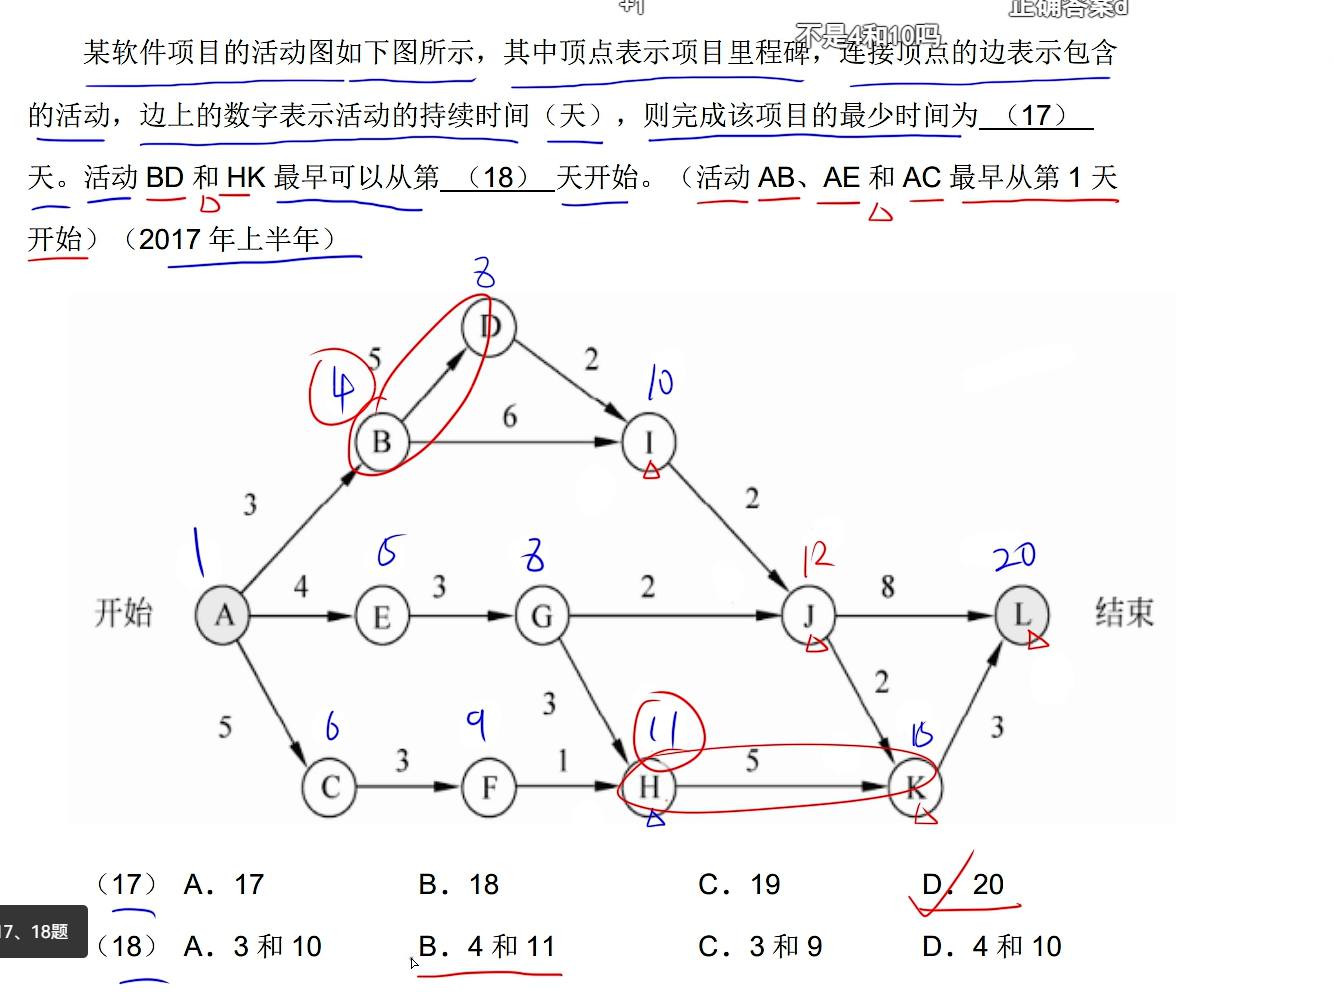 +1
正确答案d
不是4和10吗
某软件项目的活动图如下图所示，其中顶点表示项目里程碑，连接顶点的边表示包含
的活动，边上的数字表示活动的持续时间（天），则完成该项目的最少时间为（17）
天。活动 BD 和 HK 最早可以从第（18）天开始。（活动 AB、AE 和 AC 最早从第 1 天
开始）（2017 年上半年）
8
D
5
4
2
10
6
B
I
3
2
1
5
8
12
20
4
3
2
8
开始
A
E
G
J
L
结束
2
5
3
6
9
11
15
3
3
1
5
C
F
H
K
（17） A. 17 B. 18 C. 19 D. 20
17、18题
（18） A. 3 和 10 B. 4 和 11 C. 3 和 9 D. 4 和 10